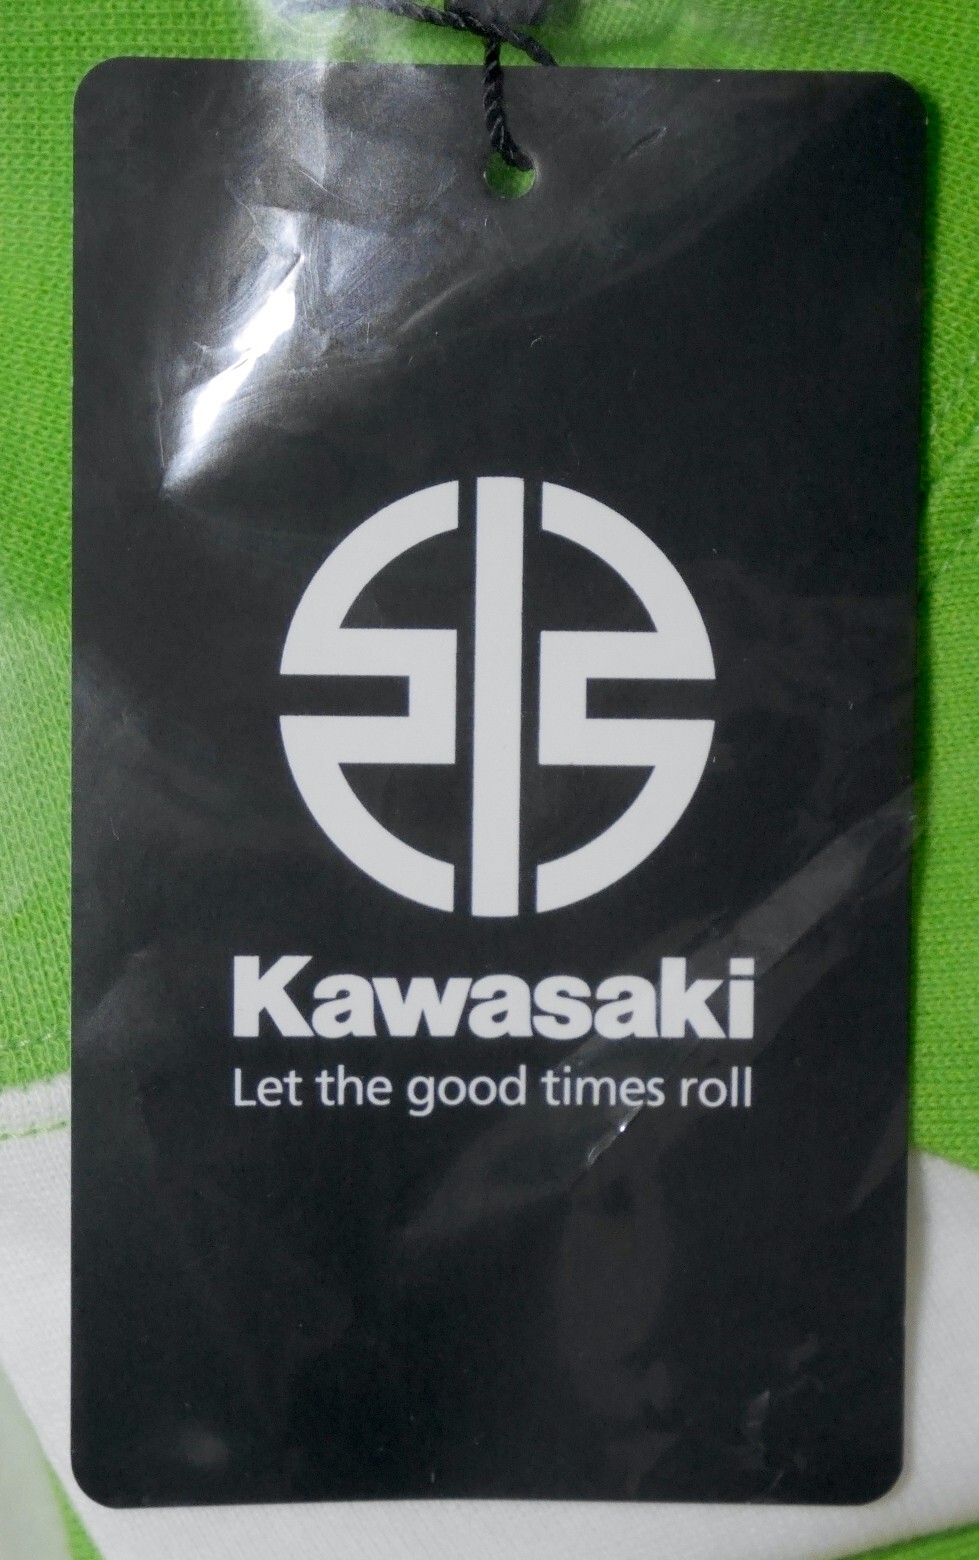 Kawasaki
Let the good times roll